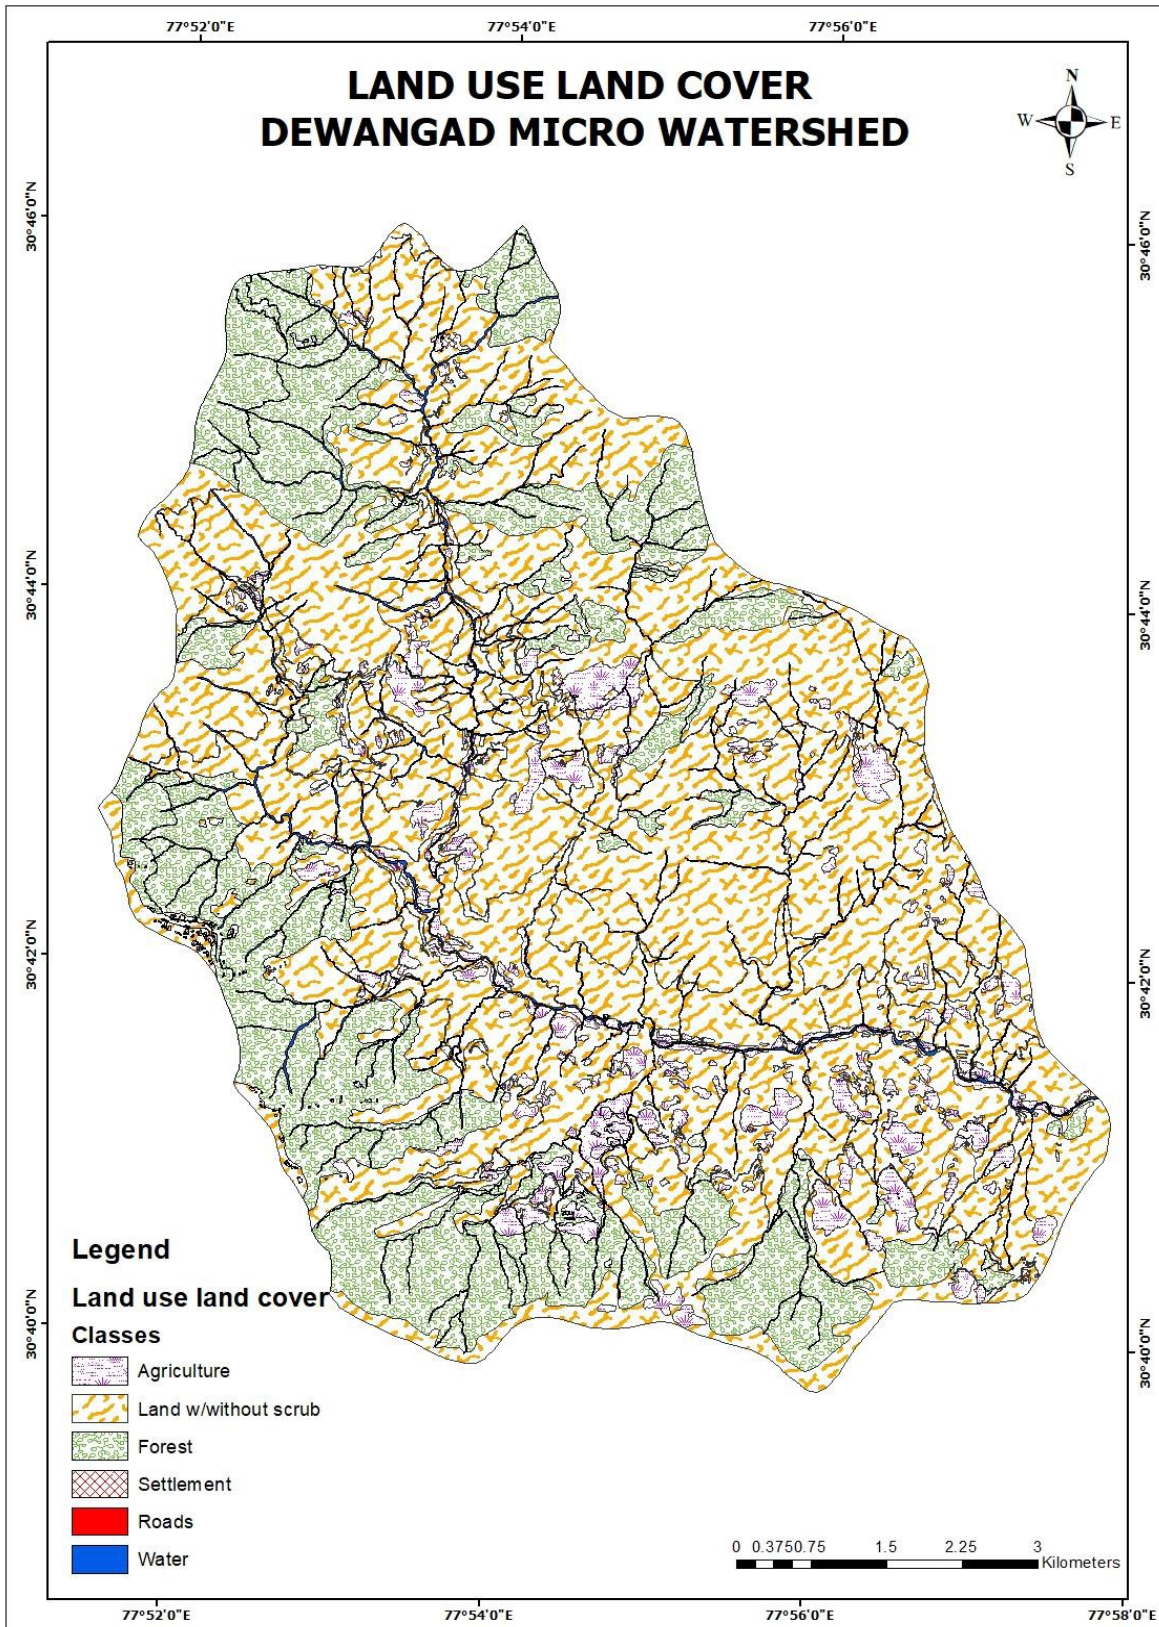 77°52'0"E 77°54'0"E 77°56'0"E
LAND USE LAND COVER
DEWANGAD MICRO WATERSHED
N
W E
S
30°46'0"N 30°46'0"N
30°44'0"N 30°44'0"N
30°42'0"N 30°42'0"N
30°40'0"N 30°40'0"N
Legend
Land use land cover
Classes
Agriculture
Land w/without scrub
Forest
Settlement
Roads
Water
0 0.375 0.75 1.5 2.25 3
Kilometers
77°52'0"E 77°54'0"E 77°56'0"E 77°58'0"E